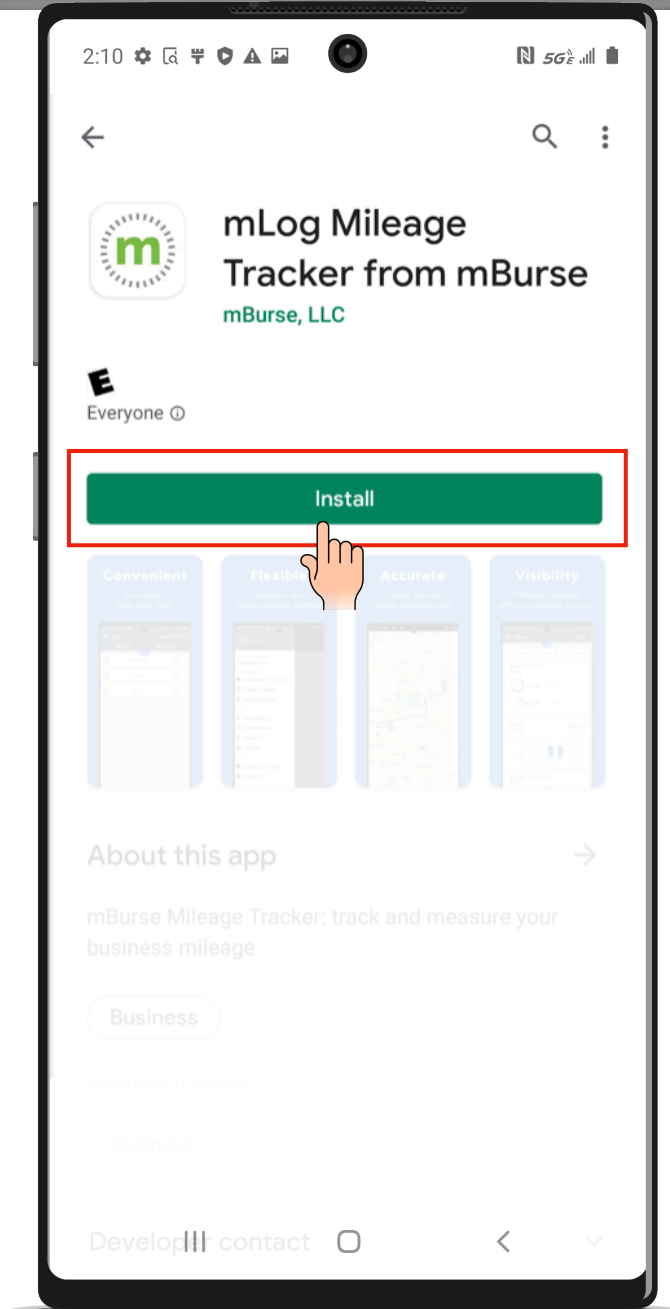 2:10
5G E
m
mLog Mileage
Tracker from mBurse
mBurse, LLC
E
Everyone
Install
Convenient
Flexible
Accurate
Visibility
About this app
mBurse Mileage Tracker: track and measure your
business mileage
Business
Business
Developer contact